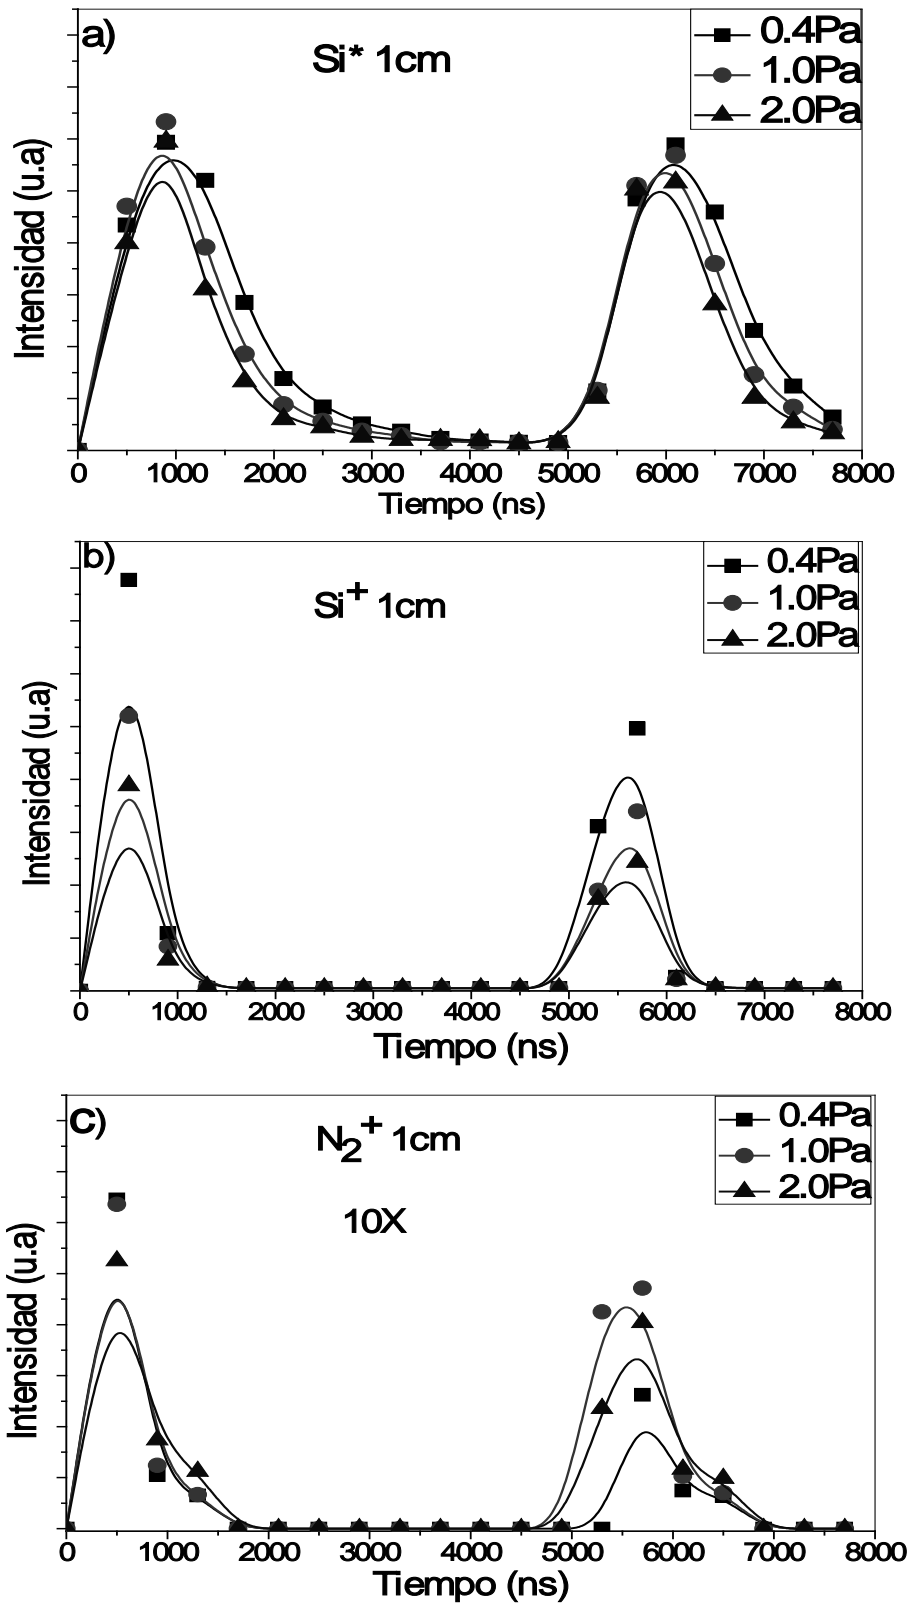 a)
Si* 1cm
0.4Pa
1.0Pa
2.0Pa
Intensidad (u.a)
0 1000 2000 3000 4000 5000 6000 7000 8000
Tiempo (ns)
b)
Si+ 1cm
0.4Pa
1.0Pa
2.0Pa
Intensidad (u.a)
0 1000 2000 3000 4000 5000 6000 7000 8000
Tiempo (ns)
C)
N2+ 1cm
10X
0.4Pa
1.0Pa
2.0Pa
Intensidad (u.a)
0 1000 2000 3000 4000 5000 6000 7000 8000
Tiempo (ns)